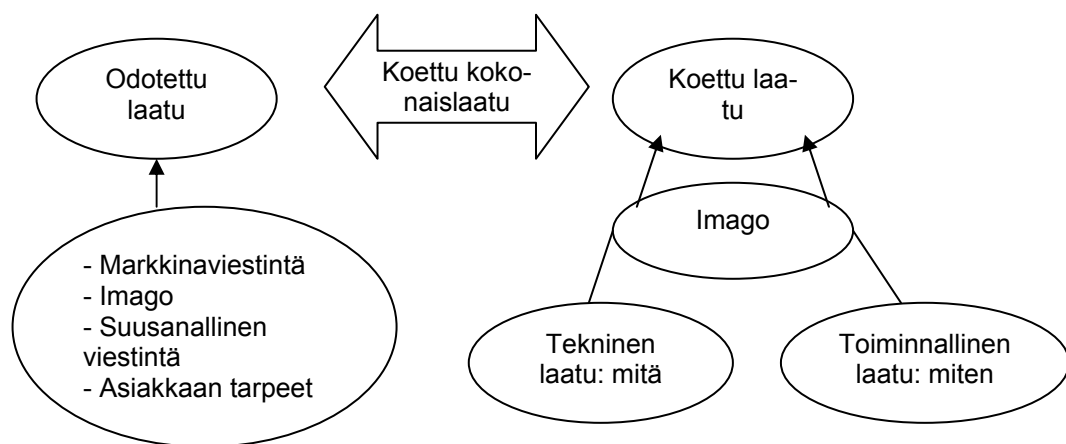 Odotettu
laatu
Koettu koko-
naislaatu
Koettu laa-
tu
Imago
- Markkinaviestintä
- Imago
- Suusanallinen
viestintä
- Asiakkaan tarpeet
Tekninen
laatu: mitä
Toiminnallinen
laatu: miten